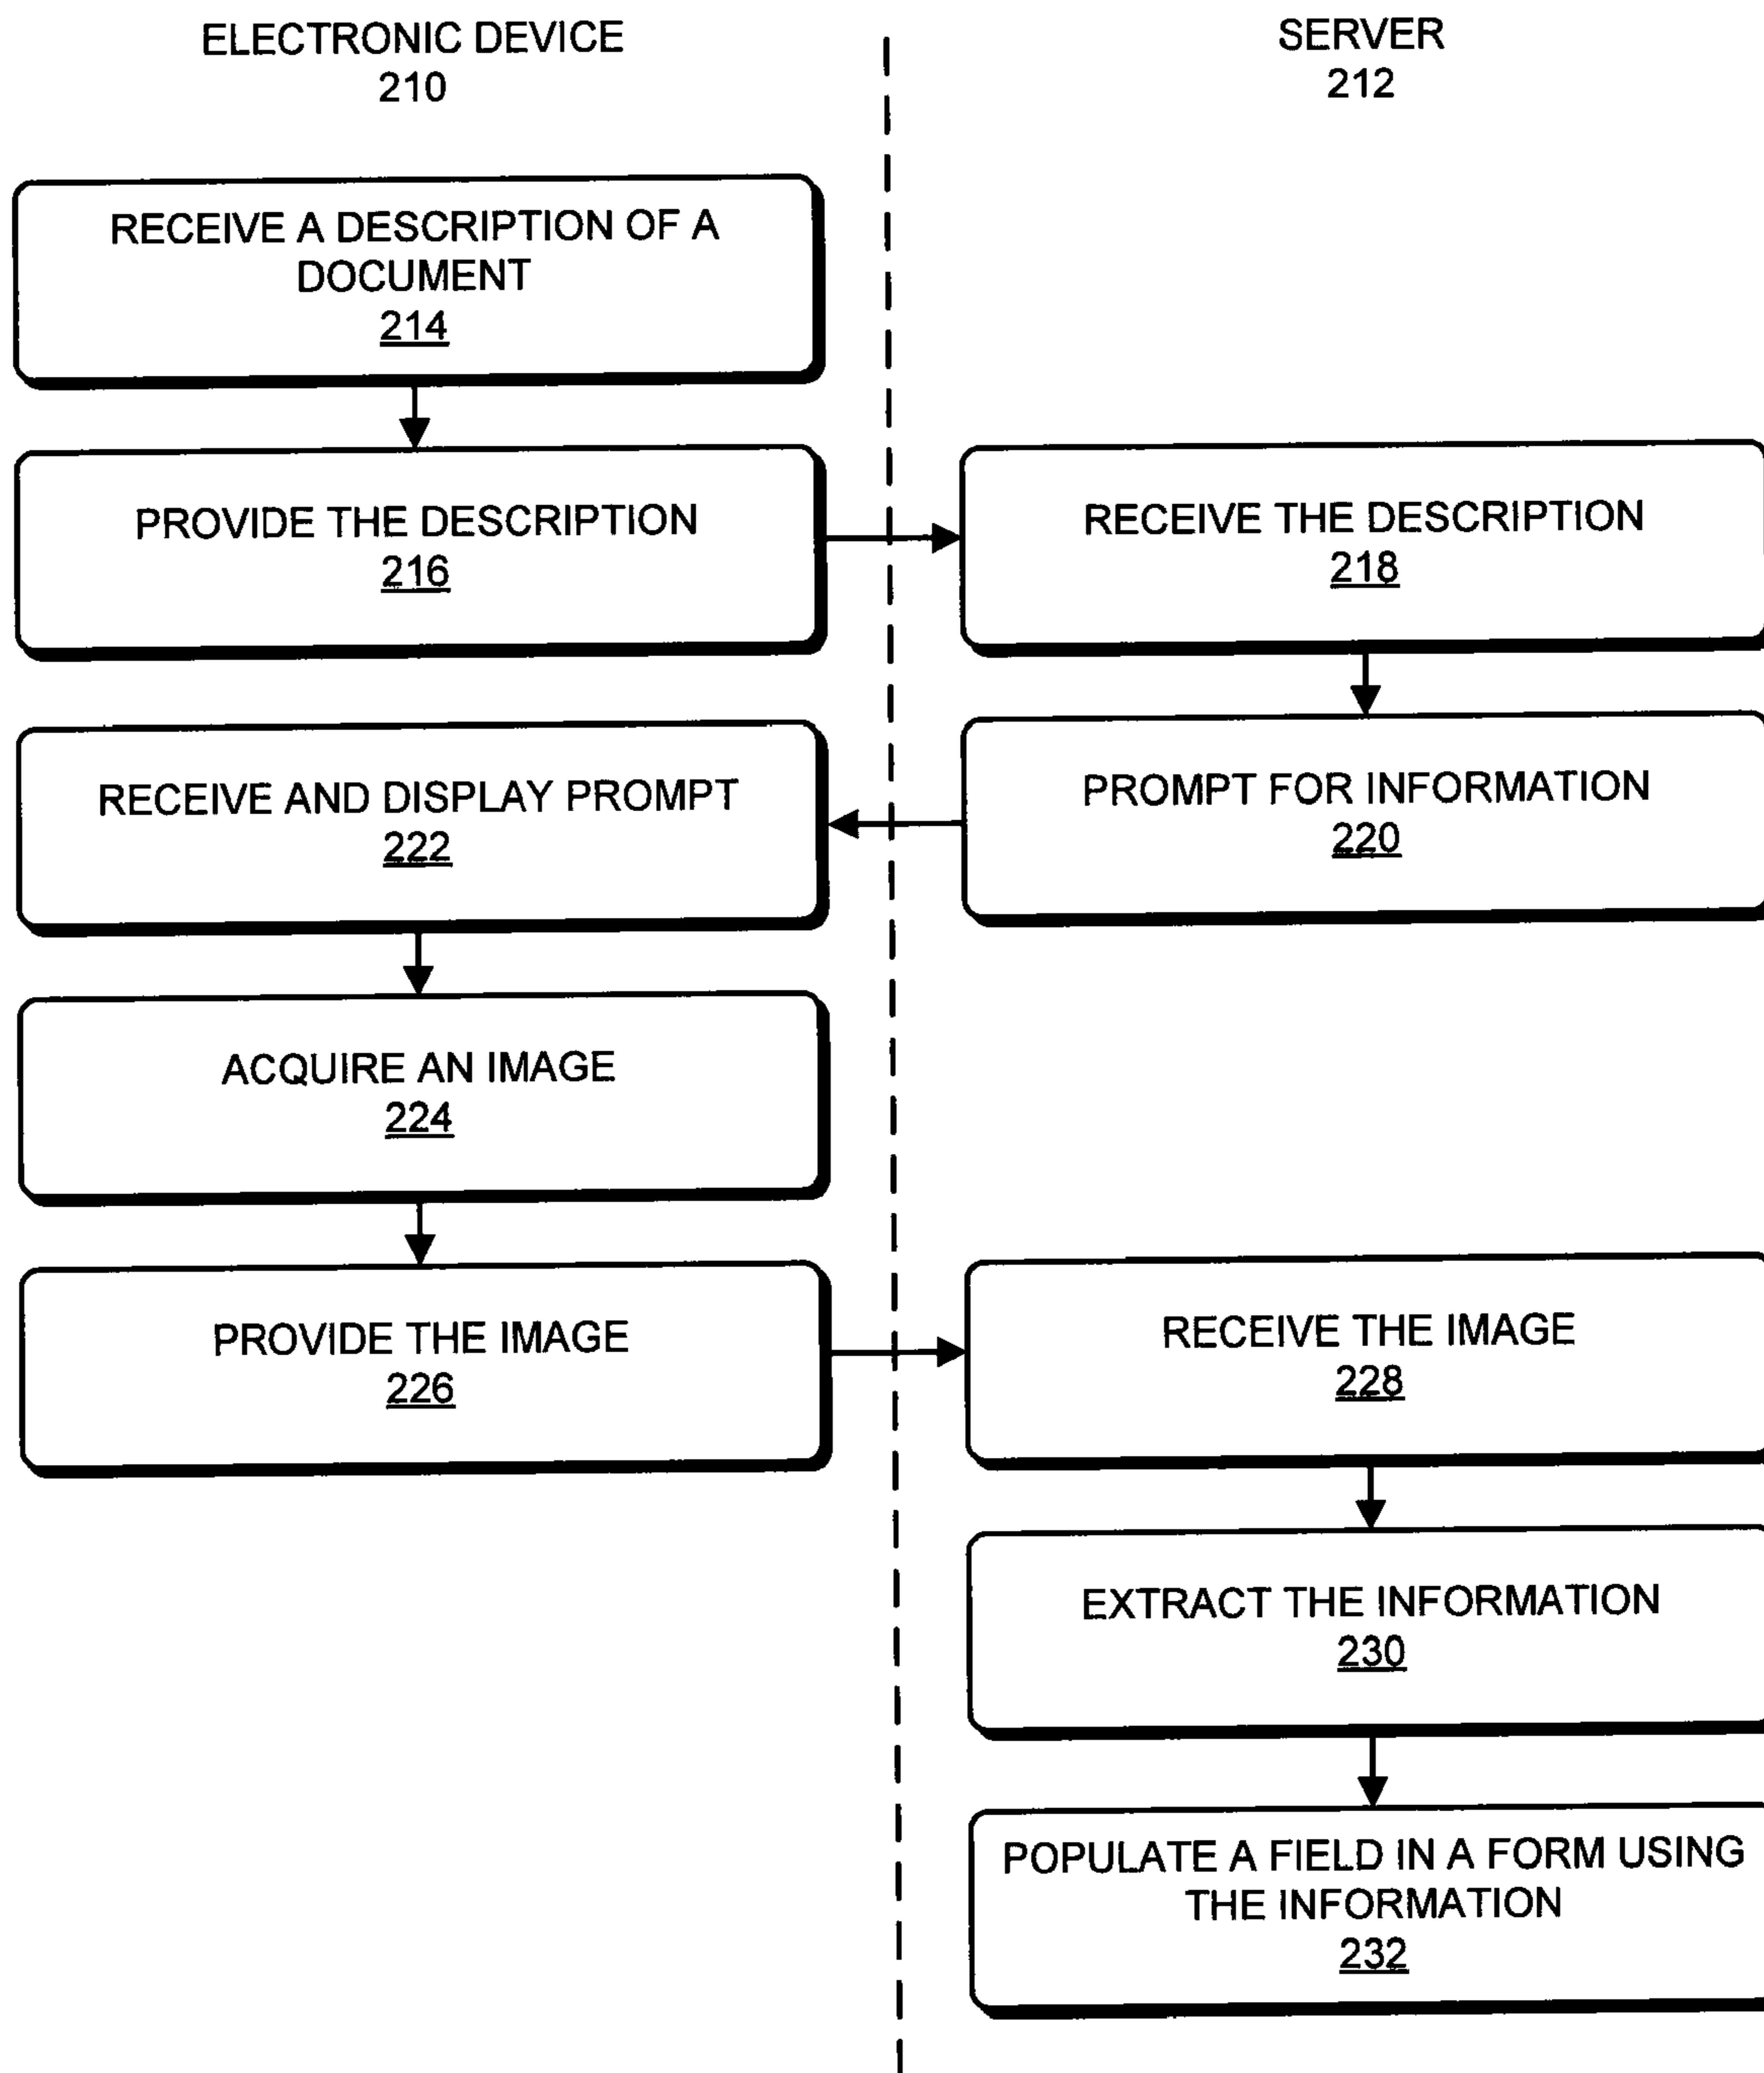 ELECTRONIC DEVICE
210
SERVER
212
RECEIVE A DESCRIPTION OF A
DOCUMENT
214
PROVIDE THE DESCRIPTION
216
RECEIVE THE DESCRIPTION
218
PROMPT FOR INFORMATION
220
RECEIVE AND DISPLAY PROMPT
222
ACQUIRE AN IMAGE
224
PROVIDE THE IMAGE
226
RECEIVE THE IMAGE
228
EXTRACT THE INFORMATION
230
POPULATE A FIELD IN A FORM USING
THE INFORMATION
232